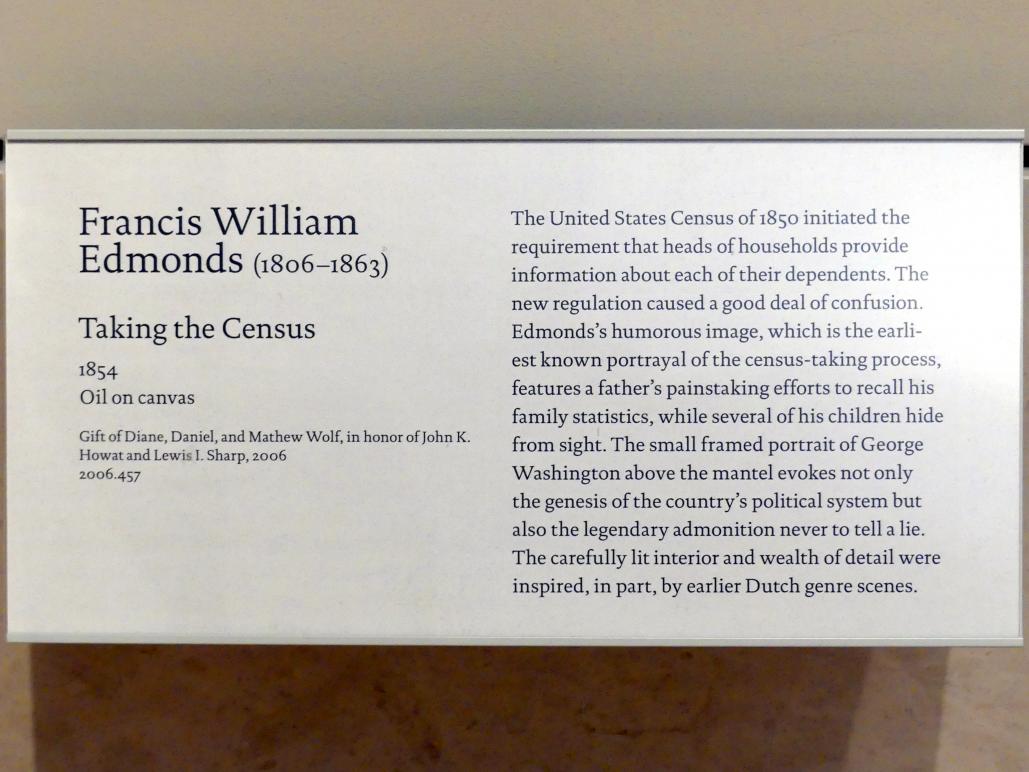 Francis William
Edmonds (1806–1863)
Taking the Census
1854
Oil on canvas
Gift of Diane, Daniel, and Mathew Wolf, in honor of John K.
Howat and Lewis I. Sharp, 2006
2006.457
The United States Census of 1850 initiated the
requirement that heads of households provide
information about each of their dependents. The
new regulation caused a good deal of confusion.
Edmonds’s humorous image, which is the earli-
est known portrayal of the census-taking process,
features a father’s painstaking efforts to recall his
family statistics, while several of his children hide
from sight. The small framed portrait of George
Washington above the mantel evokes not only
the genesis of the country’s political system but
also the legendary admonition never to tell a lie.
The carefully lit interior and wealth of detail were
inspired, in part, by earlier Dutch genre scenes.